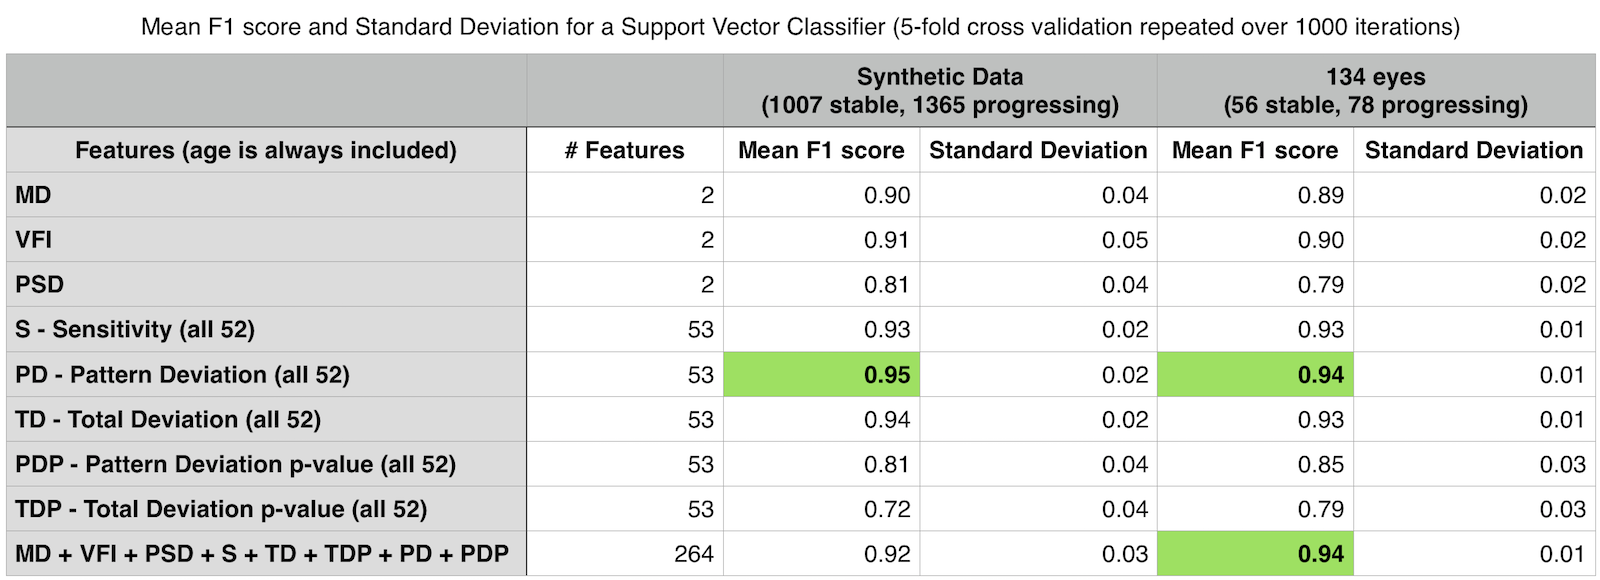 Mean F1 score and Standard Deviation for a Support Vector Classifier (5-fold cross validation repeated over 1000 iterations)
Synthetic Data 134 eyes
(1007 stable, 1365 progressing) (56 stable, 78 progressing)
Features (age is always included) # Features Mean F1 score Standard Deviation Mean F1 score Standard Deviation
MD 2 0.90 0.04 0.89 0.02
VFI 2 0.91 0.05 0.90 0.02
PSD 2 0.81 0.04 0.79 0.02
S - Sensitivity (all 52) 53 0.93 0.02 0.93 0.01
PD - Pattern Deviation (all 52) 53 0.95 0.02 0.94 0.01
TD - Total Deviation (all 52) 53 0.94 0.02 0.93 0.01
PDP - Pattern Deviation p-value (all 52) 53 0.81 0.04 0.85 0.03
TDP - Total Deviation p-value (all 52) 53 0.72 0.04 0.79 0.03
MD + VFI + PSD + S + TD + TDP + PD + PDP 264 0.92 0.03 0.94 0.01